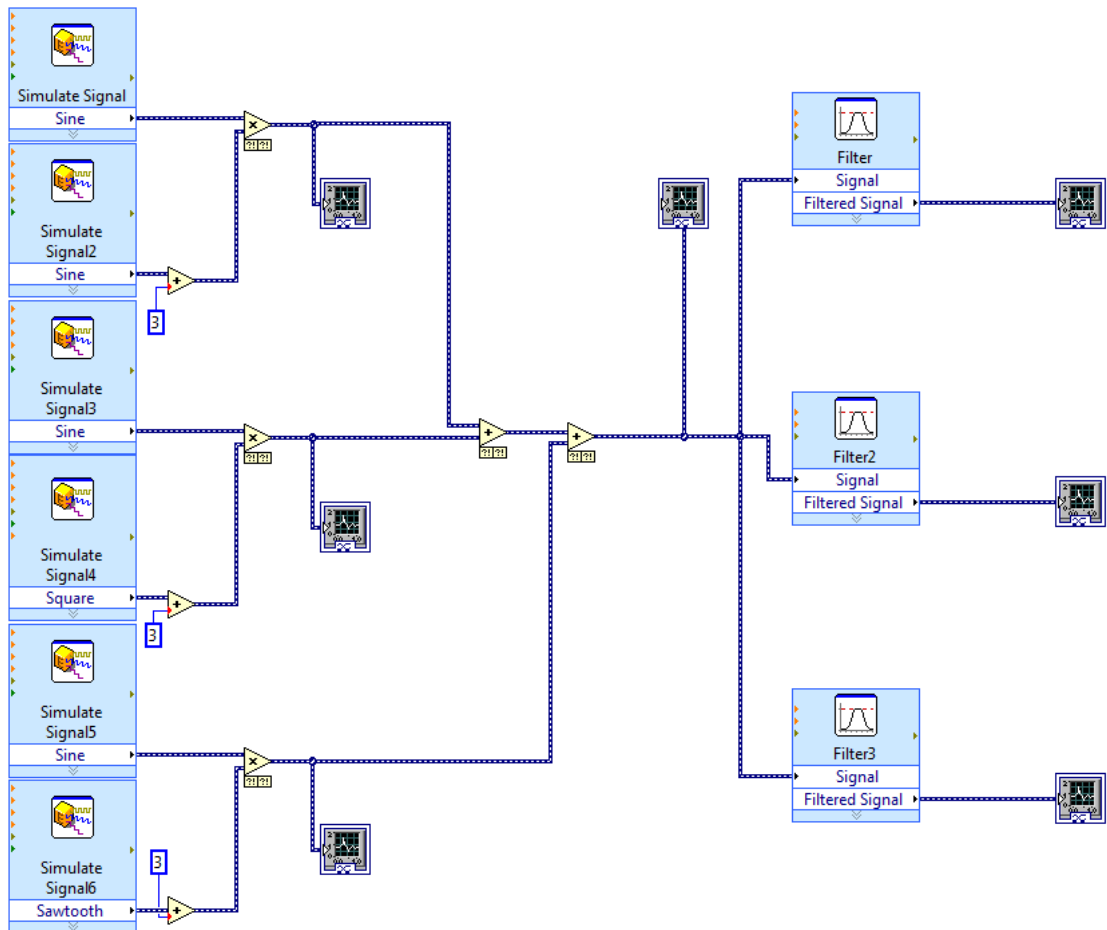 Simulate Signal
Sine
Simulate
Signal2
Sine
3
Simulate
Signal3
Sine
Simulate
Signal4
Square
3
Simulate
Signal5
Sine
Simulate
Signal6
Sawtooth
3
Filter
Signal
Filtered Signal
Filter2
Signal
Filtered Signal
Filter3
Signal
Filtered Signal